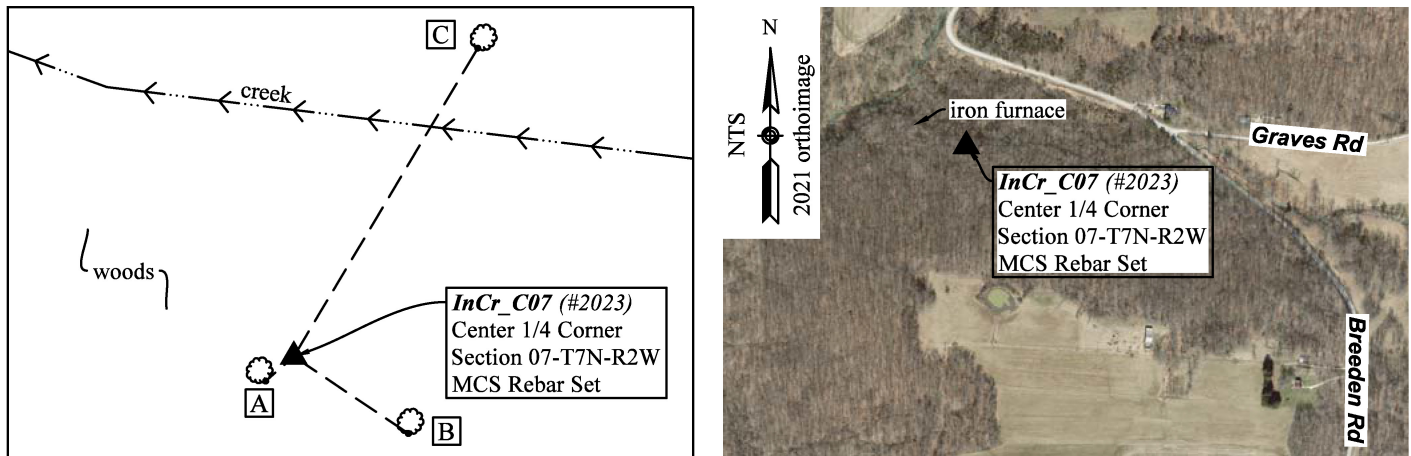 C
creek
woods
InCr_C07 (#2023)
Center 1/4 Corner
Section 07-T7N-R2W
MCS Rebar Set
A
B
N
NTS
2021 orthoimage
iron furnace
Graves Rd
InCr_C07 (#2023)
Center 1/4 Corner
Section 07-T7N-R2W
MCS Rebar Set
Breeden Rd